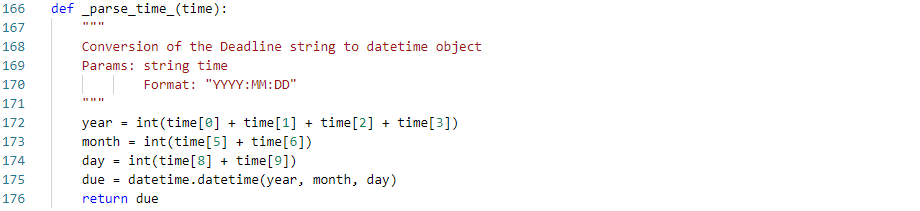 166 def _parse_time_(time):
167 """
168 Conversion of the Deadline string to datetime object
169 Params: string time
170 Format: "YYYY:MM:DD"
171 """
172 year = int(time[0] + time[1] + time[2] + time[3])
173 month = int(time[5] + time[6])
174 day = int(time[8] + time[9])
175 due = datetime.datetime(year, month, day)
176 return due